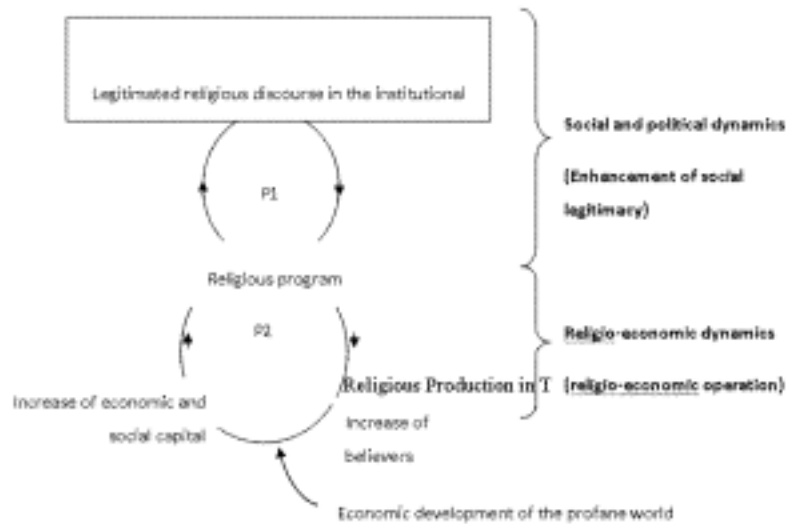 Legitimated religious discourse in the institutional
Social and political dynamics
(Enhancement of social
legitimacy)
P1
Religious program
P2
Religio-economic dynamics
Religious Production in T
(religio-economic operation)
Increase of economic and
social capital
Increase of
believers
Economic development of the profane world